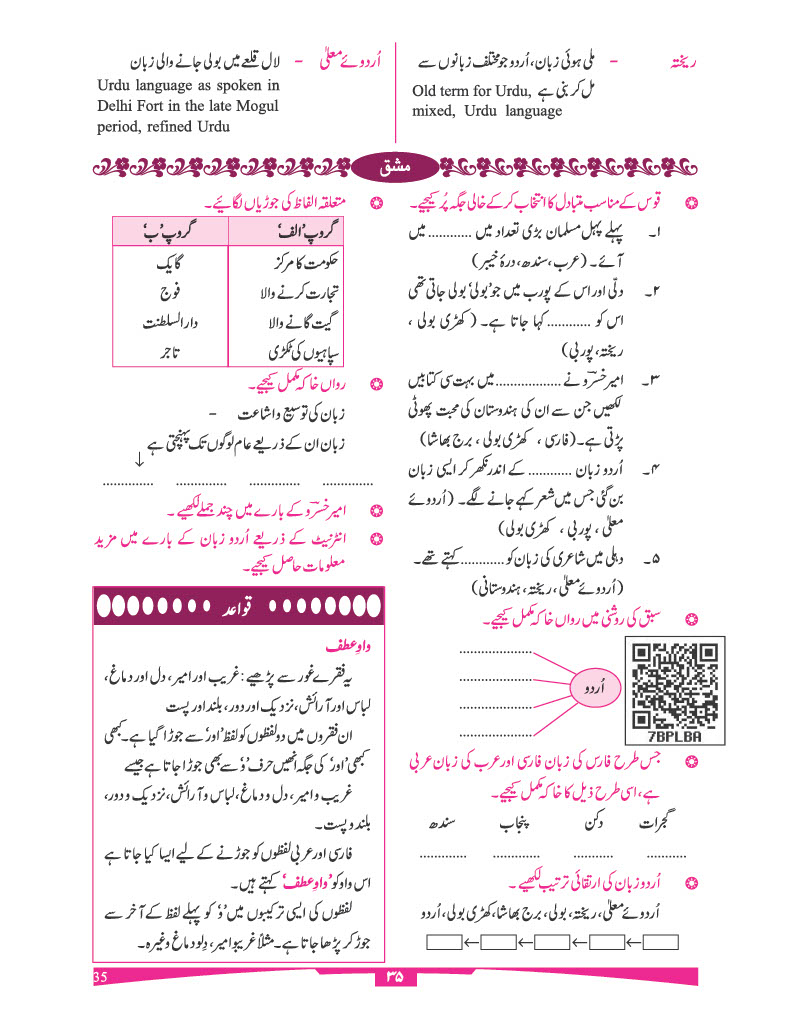 ریختہ - ملی ہوئی زبان، اُردو جو مختلف زبانوں سے
مل کر بنی ہے Old term for Urdu,
mixed, Urdu language
اُردوئے معلّیٰ - لال قلعے میں بولی جانے والی زبان
Urdu language as spoken in
Delhi Fort in the late Mogul
period, refined Urdu
مشق
قوس کے مناسب متبادل کا انتخاب کرکے خالی جگہ پُر کیجیے۔
۱۔ پہلے پہل مسلمان بڑی تعداد میں ............ میں
آئے۔ (عرب، سندھ، درۂ خیبر)
۲۔ دلّی اور اس کے پورب میں جو 'بولی' بولی جاتی تھی
اس کو ............ کہا جاتا ہے۔ (کھڑی بولی ،
ریختہ، پوربی)
۳۔ امیر خسروؔ نے .................. میں بہت سی کتابیں
لکھیں جن سے ان کی ہندوستان کی محبت پھوٹی
پڑتی ہے۔ (فارسی ، کھڑی بولی ، برج بھاشا)
۴۔ اُردو زبان ............ کے اندر نکھر کر ایسی زبان
بن گئی جس میں شعر کہے جانے لگے۔ (اُردوئے
معلّیٰ ، پوربی ، کھڑی بولی)
۵۔ دہلی میں شاعری کی زبان کو ............ کہتے تھے۔
(اُردوئے معلّیٰ، ریختہ، ہندوستانی)
سبق کی روشنی میں رواں خاکہ مکمل کیجیے۔
اُردو
....................
....................
....................
....................
7BPLBA
جس طرح فارس کی زبان فارسی اور عرب کی زبان عربی
ہے، اسی طرح ذیل کا خاکہ مکمل کیجیے۔
گجرات دکن پنجاب سندھ
........... ........... ............. .............
اُردو زبان کی ارتقائی ترتیب لکھیے ۔
اُردوئے معلّیٰ، ریختہ، بولی، برج بھاشا، کھڑی بولی، اُردو
← ← ← ←
متعلقہ الفاظ کی جوڑیاں لگائیے۔
گروپ 'الف' گروپ 'ب'
حکومت کا مرکز گایک
تجارت کرنے والا فوج
گیت گانے والا دارالسلطنت
سپاہیوں کی ٹکڑی تاجر
رواں خاکہ مکمل کیجیے۔
زبان کی توسیع و اشاعت -
زبان ان کے ذریعے عام لوگوں تک پہنچتی ہے
↓
.............. .............. .............. ..............
امیر خسروؔ کے بارے میں چند جملے لکھیے ۔
انٹرنیٹ کے ذریعے اُردو زبان کے بارے میں مزید
معلومات حاصل کیجیے۔
قواعد
واوِ عطف
یہ فقرے غور سے پڑھیے : غریب اور امیر ، دل اور دماغ،
لباس اور آرائش، نزدیک اور دور، بلند اور پست
ان فقروں میں دو لفظوں کو لفظ 'اور' سے جوڑا گیا ہے۔ کبھی
کبھی 'اور' کی جگہ انھیں حرف 'و' سے بھی جوڑا جاتا ہے جیسے
غریب و امیر ، دل و دماغ، لباس و آرائش، نزدیک و دور،
بلند و پست۔
فارسی اور عربی لفظوں کو جوڑنے کے لیے ایسا کیا جاتا ہے
اس واو کو 'واوِ عطف' کہتے ہیں۔
لفظوں کی ایسی ترکیبوں میں 'و' کو پہلے لفظ کے آخر سے
جوڑ کر پڑھا جاتا ہے۔ مثلاً غریبو امیر، دِلو دماغ وغیرہ۔
35
۳۵